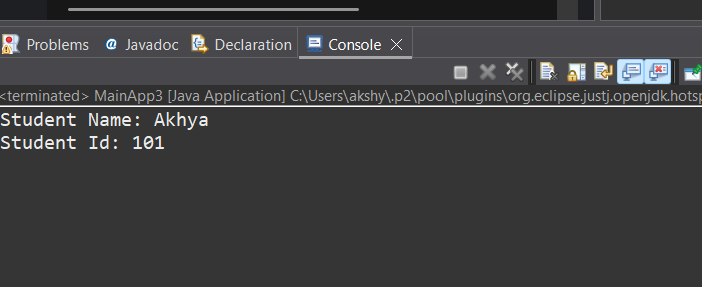 Problems @ Javadoc Declaration Console
<terminated> MainApp3 [Java Application] C:\Users\akshy\.p2\pool\plugins\org.eclipse.justj.openjdk.hotsp
Student Name: Akhya
Student Id: 101